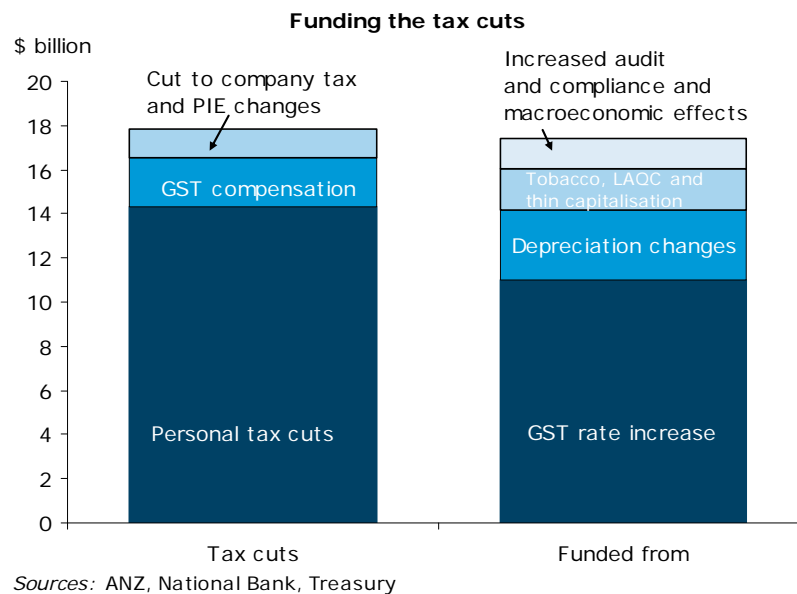 Funding the tax cuts
$ billion
Cut to company tax
and PIE changes
Increased audit
and compliance and
macroeconomic effects
20
18
16
14
12
10
8
6
4
2
0
GST compensation
Personal tax cuts
Tobacco, LAQC and
thin capitalisation
Depreciation changes
GST rate increase
Tax cuts
Funded from
Sources: ANZ, National Bank, Treasury